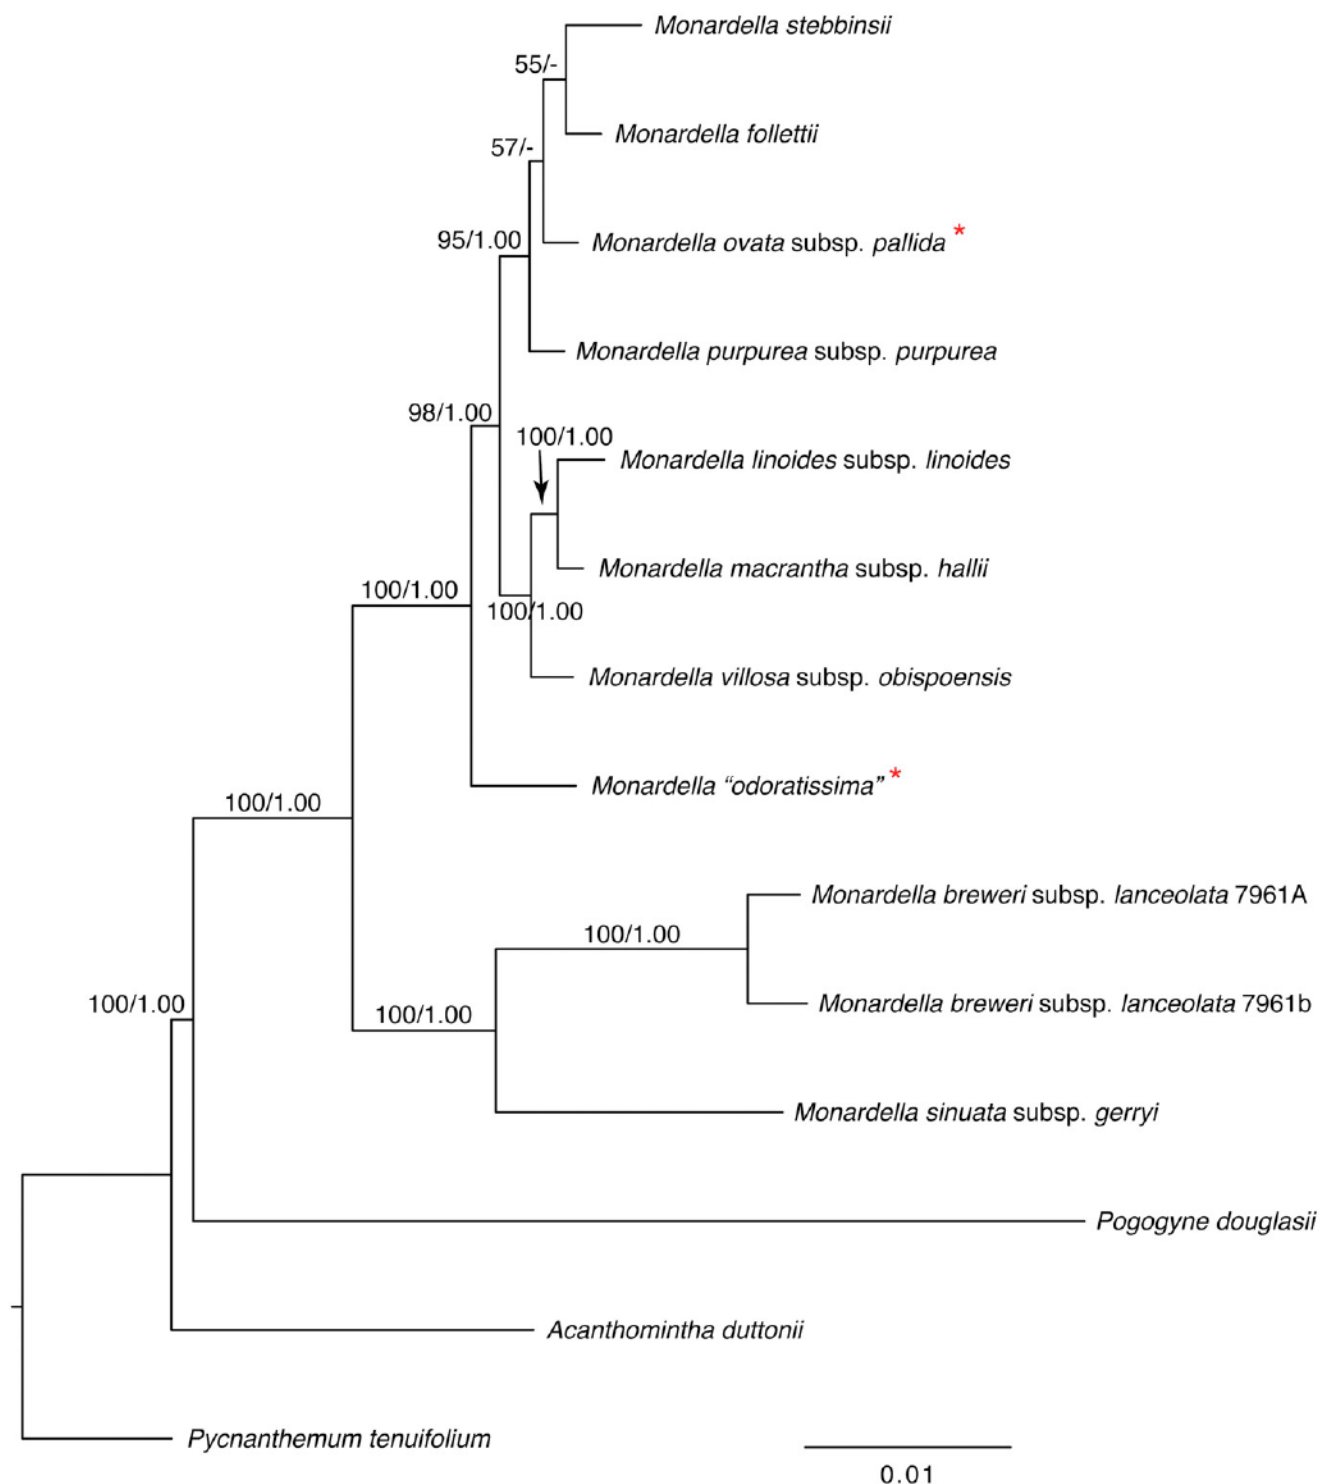 Monardella stebbinsii
55/-
Monardella follettii
57/-
Monardella ovata subsp. pallida *
95/1.00
Monardella purpurea subsp. purpurea
98/1.00
100/1.00
Monardella linoides subsp. linoides
Monardella macrantha subsp. hallii
100/1.00
100/1.00
Monardella villosa subsp. obispoensis
Monardella “odoratissima” *
100/1.00
Monardella breweri subsp. lanceolata 7961A
100/1.00
Monardella breweri subsp. lanceolata 7961b
100/1.00
100/1.00
Monardella sinuata subsp. gerryi
Pogogyne douglasii
Acanthomintha duttonii
Pycnanthemum tenuifolium
0.01